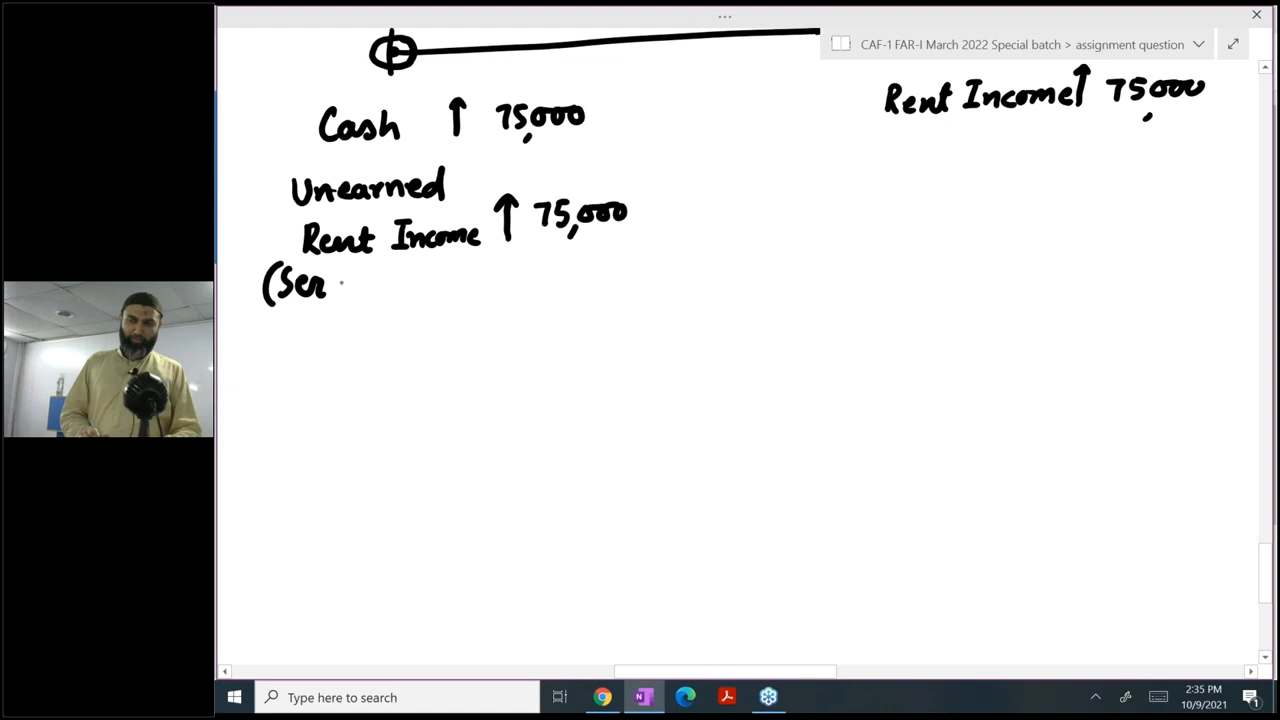 CAF-1 FAR-I March 2022 Special batch > assignment question
Rent Income ↑ 75,000
Cash ↑ 75,000
Unearned
Rent Income ↑ 75,000
(Ser
Type here to search
2:35 PM
10/9/2021